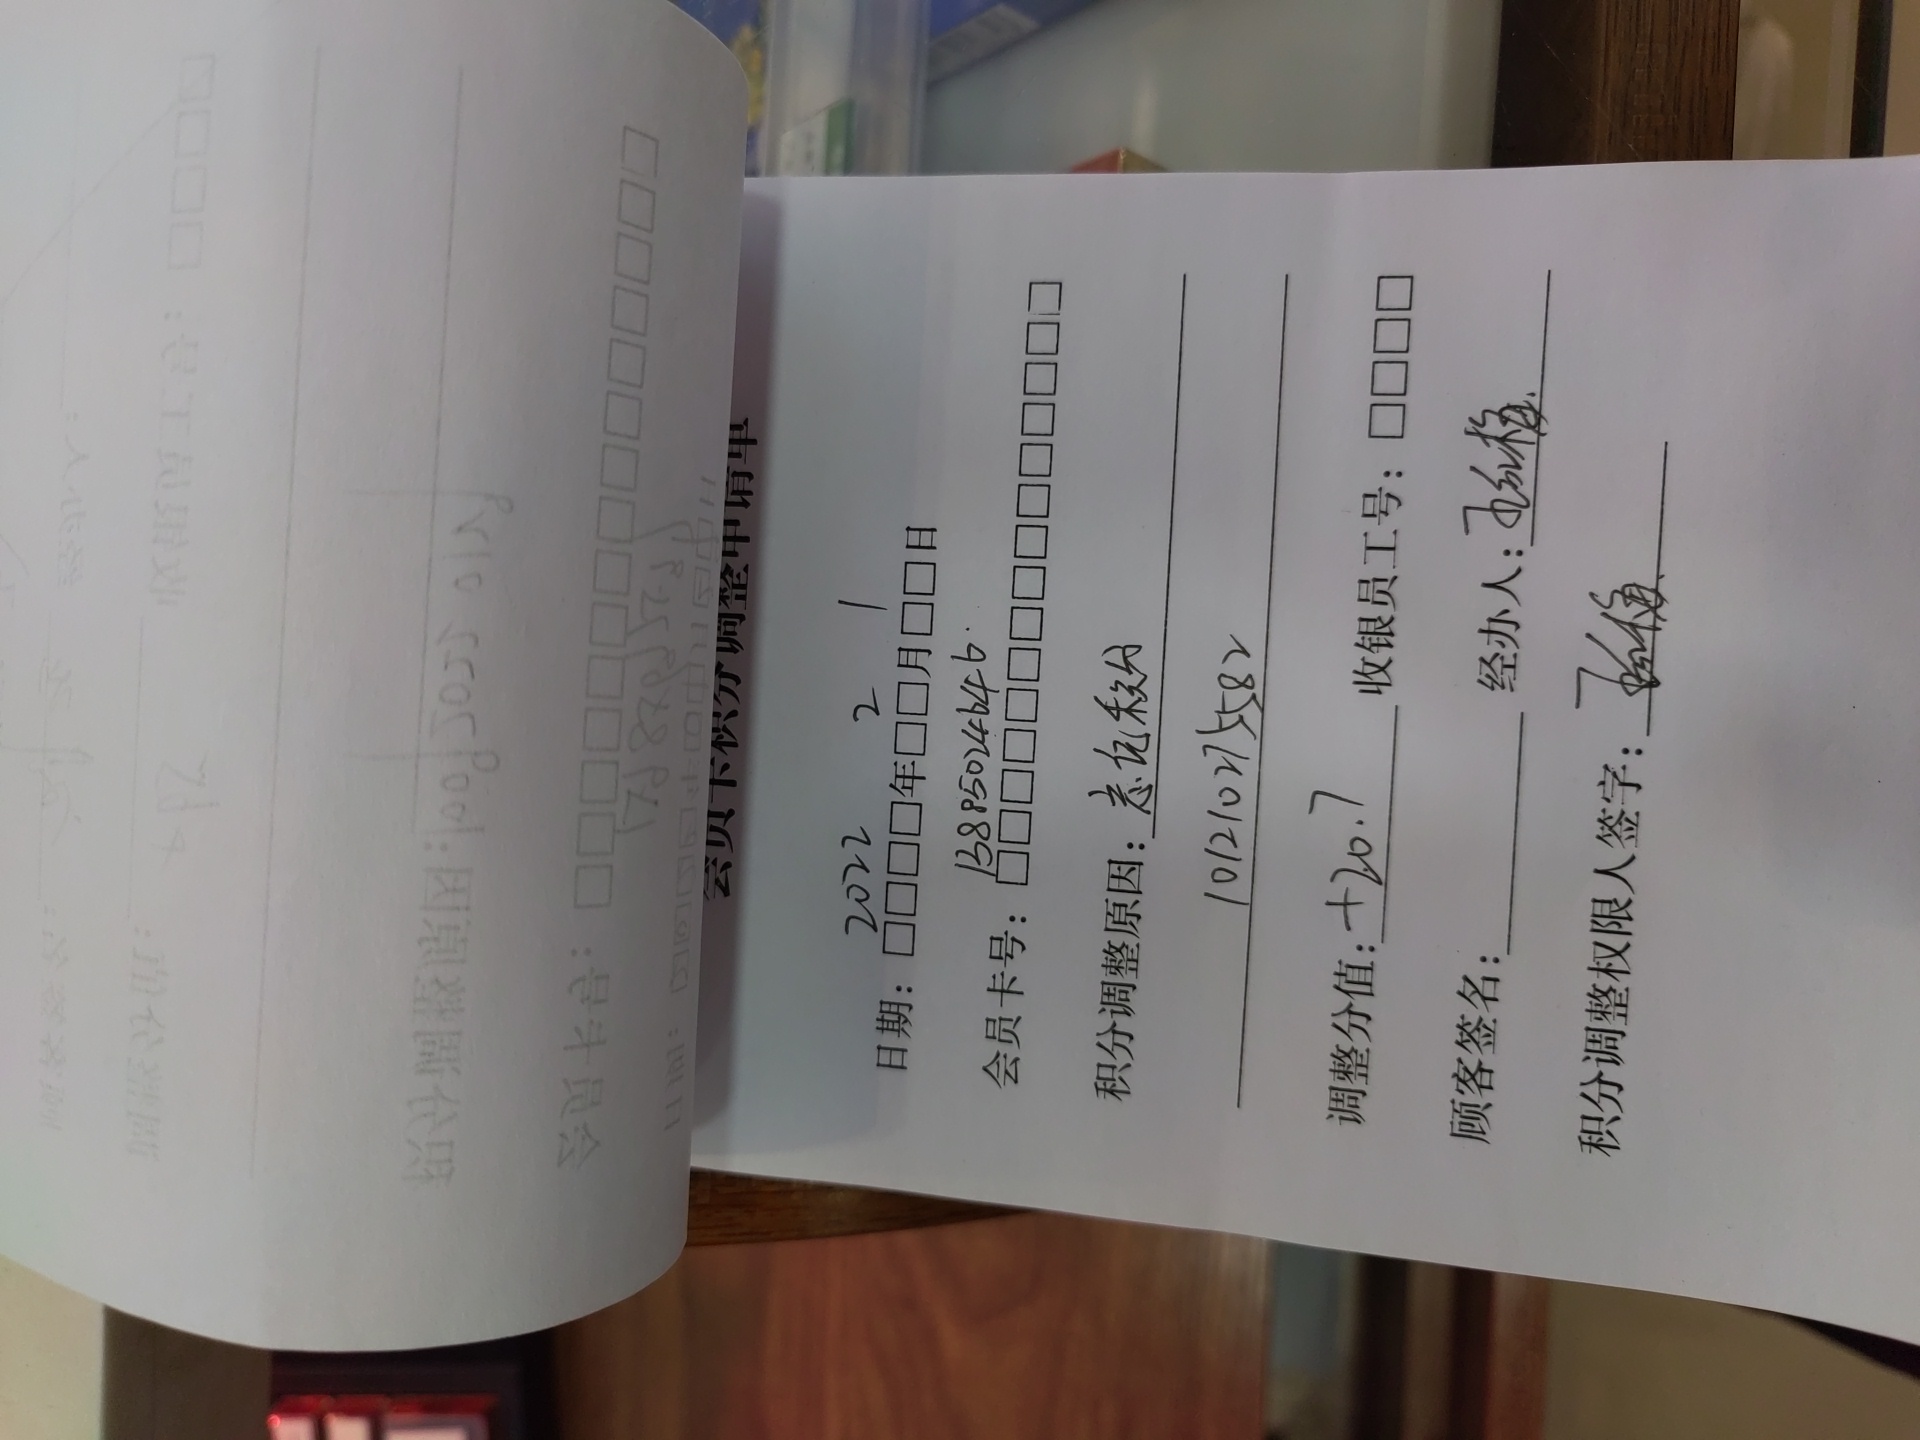 会员卡积分调整申请单
日期：2022年2月1日
会员卡号：13885024646
积分调整原因：忘记积分
101210275582
调整分值：+20.7 收银员工号：□□□□
顾客签名： 经办人：
积分调整权限人签字：